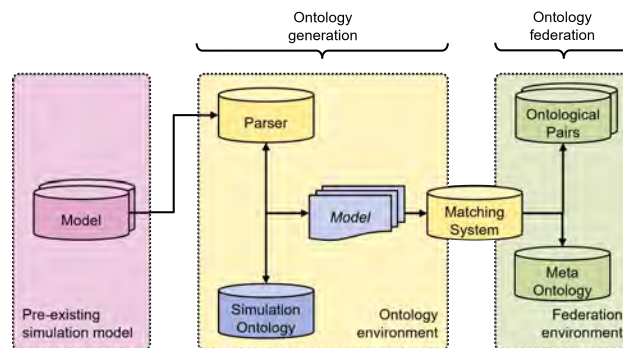 Ontology
generation
Ontology
federation
Parser
Ontological
Pairs
Model
Model
Matching
System
Simulation
Ontology
Meta
Ontology
Pre-existing
simulation model
Ontology
environment
Federation
environment